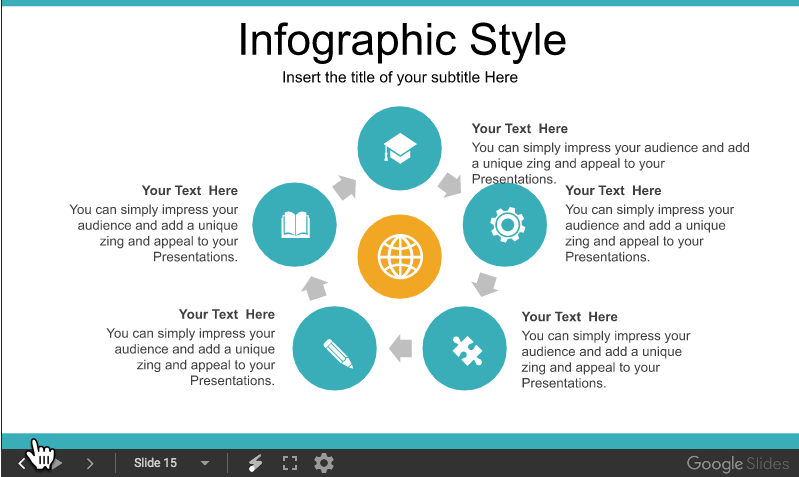 Infographic Style
Insert the title of your subtitle Here
Your Text  Here
You can simply impress your audience and add
a unique zing and appeal to your
Presentations.
Your Text  Here
You can simply impress your
audience and add a unique
zing and appeal to your
Presentations.
Your Text  Here
You can simply impress your
audience and add a unique
zing and appeal to your
Presentations.
Your Text  Here
You can simply impress your
audience and add a unique
zing and appeal to your
Presentations.
Your Text  Here
You can simply impress your
audience and add a unique
zing and appeal to your
Presentations.
Slide 15
Google Slides